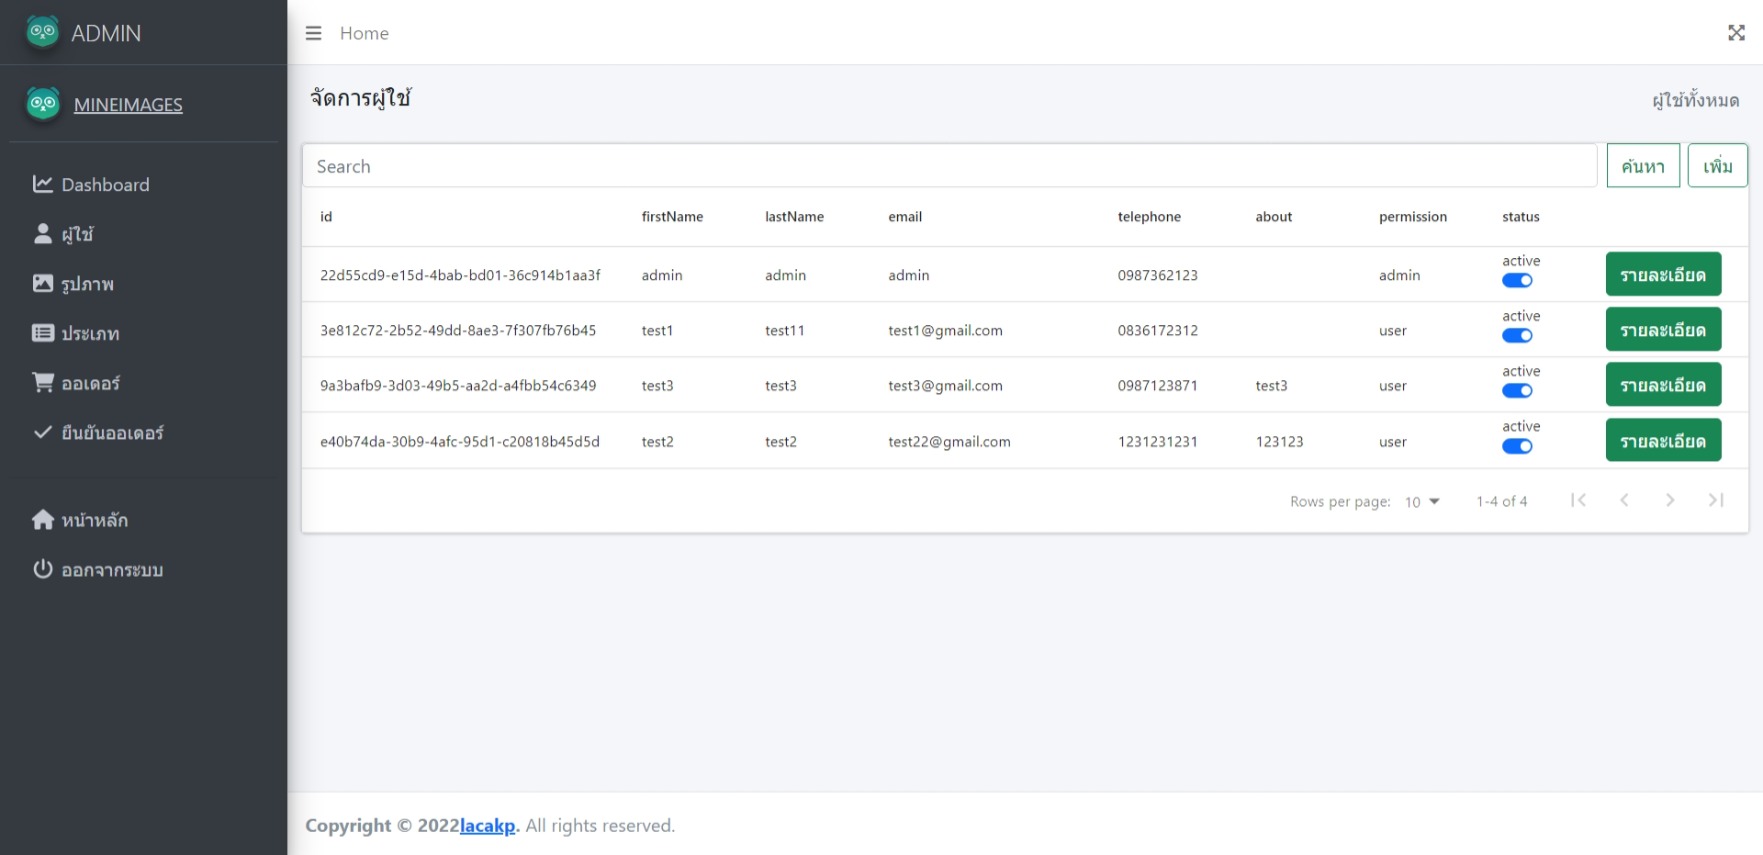 ADMIN
MINEIMAGES
Dashboard
ผู้ใช้
รูปภาพ
ประเภท
ออเดอร์
ยืนยันออเดอร์
หน้าหลัก
ออกจากระบบ
Home
จัดการผู้ใช้
ผู้ใช้ทั้งหมด
Search ค้นหา เพิ่ม
id firstName lastName email telephone about permission status
22d55cd9-e15d-4bab-bd01-36c914b1aa3f admin admin admin 0987362123 admin active รายละเอียด
3e812c72-2b52-49dd-8ae3-7f307fb76b45 test1 test11 test1@gmail.com 0836172312 user active รายละเอียด
9a3bafb9-3d03-49b5-aa2d-a4fbb54c6349 test3 test3 test3@gmail.com 0987123871 test3 user active รายละเอียด
e40b74da-30b9-4afc-95d1-c20818b45d5d test2 test2 test22@gmail.com 1231231231 123123 user active รายละเอียด
Rows per page: 10 1-4 of 4
Copyright © 2022lacakp. All rights reserved.